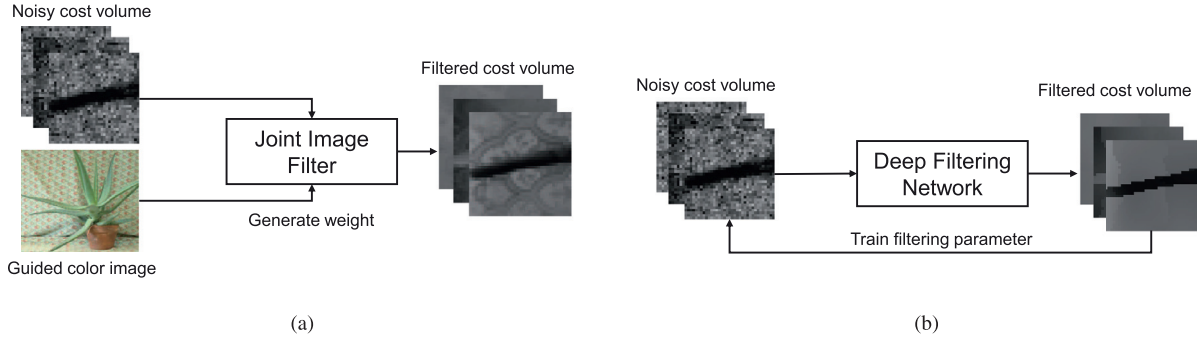 Noisy cost volume
Filtered cost volume
Joint Image
Filter
Generate weight
Guided color image
(a)
Noisy cost volume
Filtered cost volume
Deep Filtering
Network
Train filtering parameter
(b)